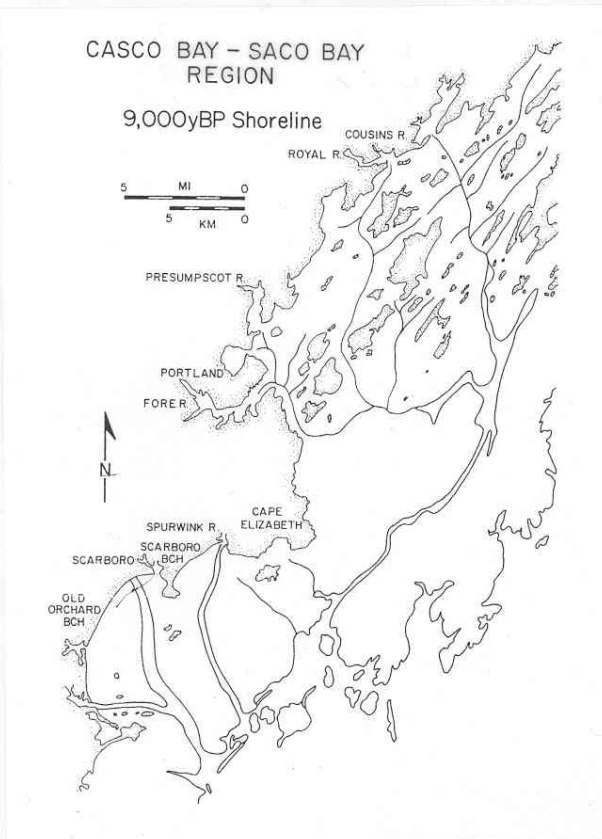 CASCO BAY – SACO BAY
REGION
9,000yBP Shoreline
COUSINS R.
ROYAL R.
5 MI 0
5 KM 0
PRESUMPSCOT R.
PORTLAND
FORE R.
N
CAPE
ELIZABETH
SPURWINK R.
SCARBORO
BCH
SCARBORO
OLD
ORCHARD
BCH